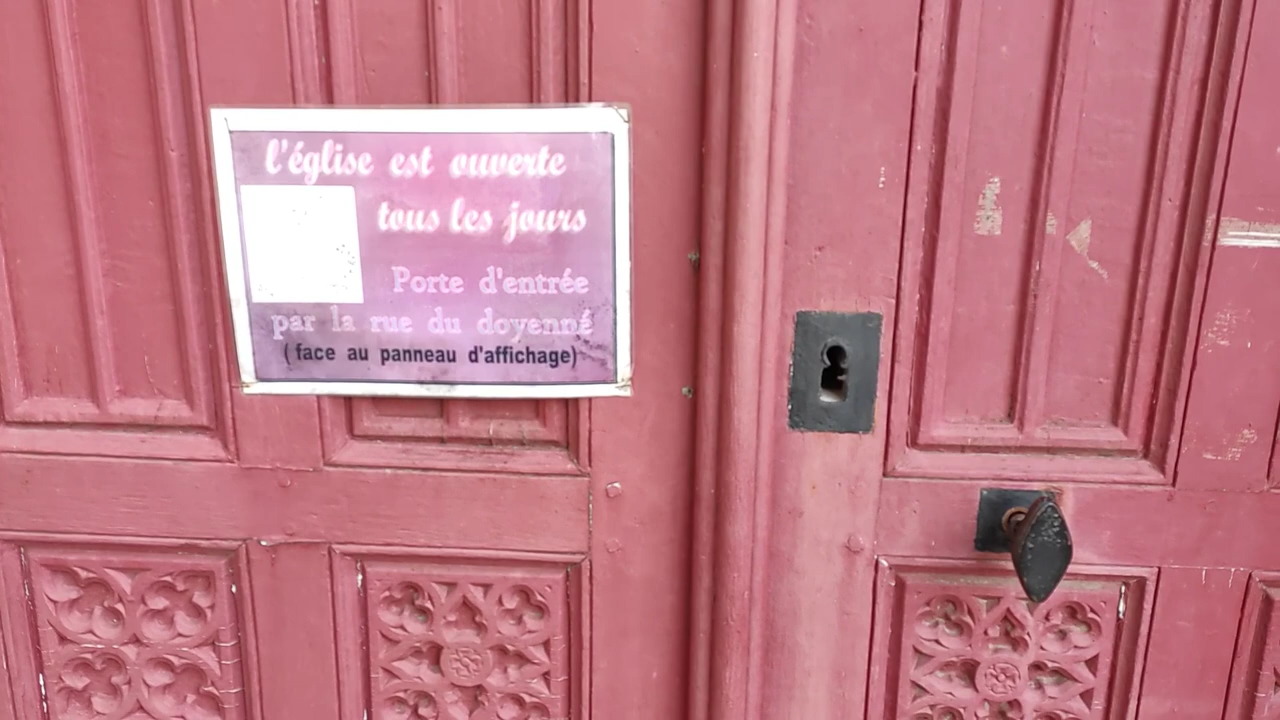 l'église est ouverte
tous les jours
Porte d'entrée
par la rue du doyenné
(face au panneau d'affichage)